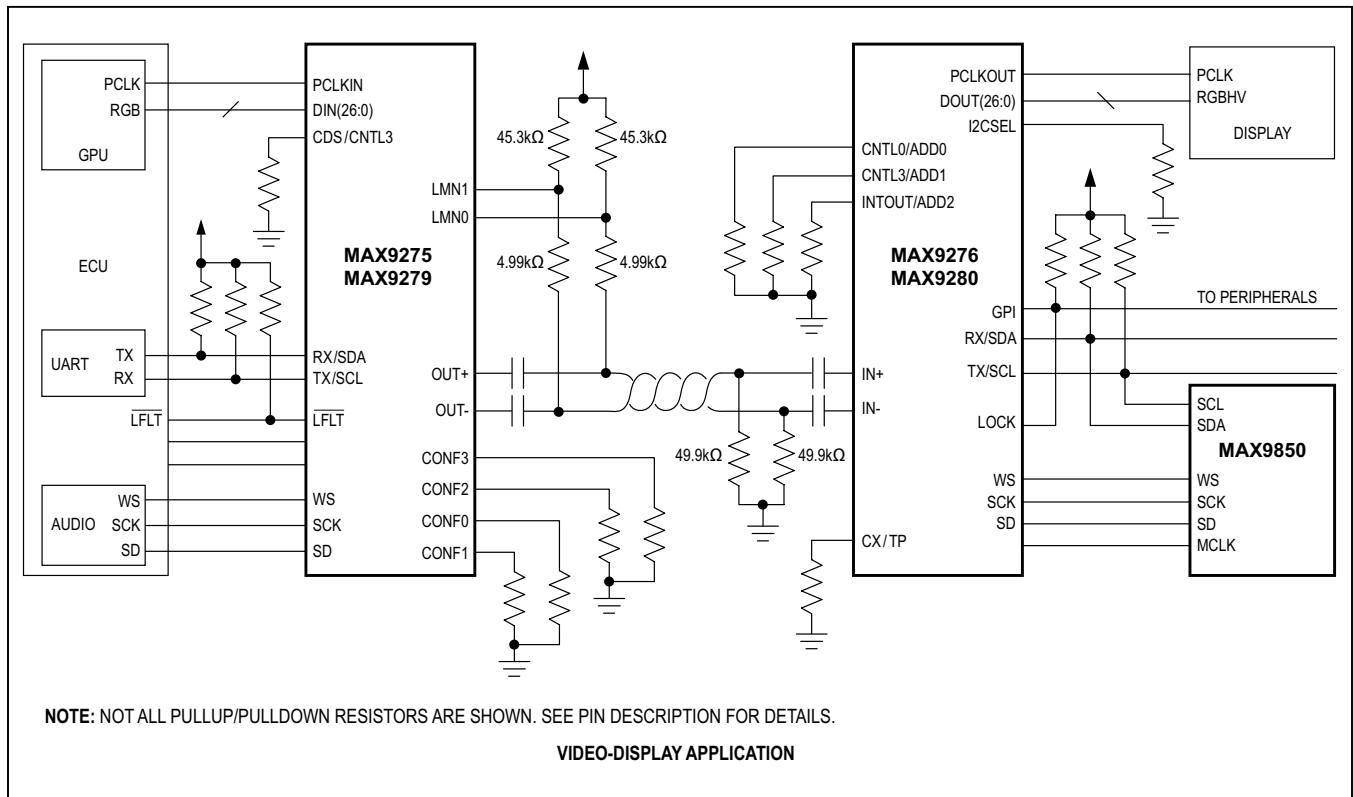 PCLK
RGB
GPU
ECU
UART
TX
RX
LFLT
AUDIO
WS
SCK
SD
PCLKIN
DIN(26:0)
CDS/CNTL3
LMN1
LMN0
MAX9275
MAX9279
RX/SDA
TX/SCL
LFLT
OUT+
OUT-
CONF3
CONF2
CONF0
CONF1
WS
SCK
SD
45.3kΩ
45.3kΩ
4.99kΩ
4.99kΩ
49.9kΩ
49.9kΩ
PCLKOUT
DOUT(26:0)
I2CSEL
CNTL0/ADD0
CNTL3/ADD1
INTOUT/ADD2
MAX9276
MAX9280
GPI
RX/SDA
TX/SCL
IN+
IN-
LOCK
WS
SCK
SD
CX/TP
PCLK
RGBHV
DISPLAY
TO PERIPHERALS
SCL
SDA
MAX9850
WS
SCK
SD
MCLK
NOTE: NOT ALL PULLUP/PULLDOWN RESISTORS ARE SHOWN. SEE PIN DESCRIPTION FOR DETAILS.
VIDEO-DISPLAY APPLICATION